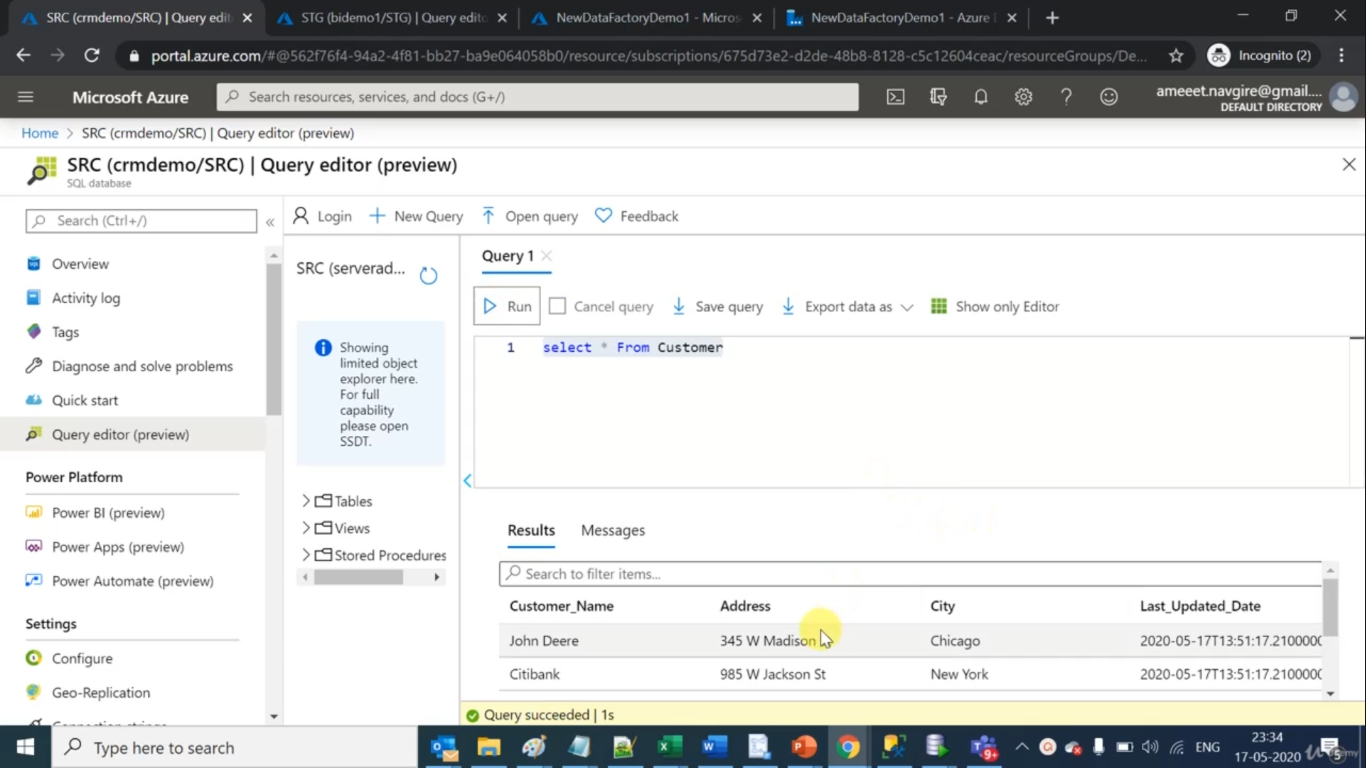 SRC (crmdemo/SRC) | Query edit
STG (bidemo1/STG) | Query edito
NewDataFactoryDemo1 - Micros
NewDataFactoryDemo1 - Azure D
portal.azure.com/#@562f76f4-94a2-4f81-bb27-ba9e064058b0/resource/subscriptions/675d73e2-d2de-48b8-8128-c5c12604ceac/resourceGroups/De...
Incognito (2)
Microsoft Azure
Search resources, services, and docs (G+/)
ameeet.navgire@gmail....
DEFAULT DIRECTORY
Home > SRC (crmdemo/SRC) | Query editor (preview)
SRC (crmdemo/SRC) | Query editor (preview)
SQL database
Search (Ctrl+/)
«
Overview
Activity log
Tags
Diagnose and solve problems
Quick start
Query editor (preview)
Power Platform
Power BI (preview)
Power Apps (preview)
Power Automate (preview)
Settings
Configure
Geo-Replication
Connection strings
Login
New Query
Open query
Feedback
SRC (serverad...
Showing
limited object
explorer here.
For full
capability
please open
SSDT.
Tables
Views
Stored Procedures
Query 1
Run
Cancel query
Save query
Export data as
Show only Editor
1 select * From Customer
Results Messages
Search to filter items...
Customer_Name Address City Last_Updated_Date
John Deere 345 W Madison Chicago 2020-05-17T13:51:17.2100000
Citibank 985 W Jackson St New York 2020-05-17T13:51:17.2100000
Query succeeded | 1s
Type here to search
9+
ENG
23:34
17-05-2020
5